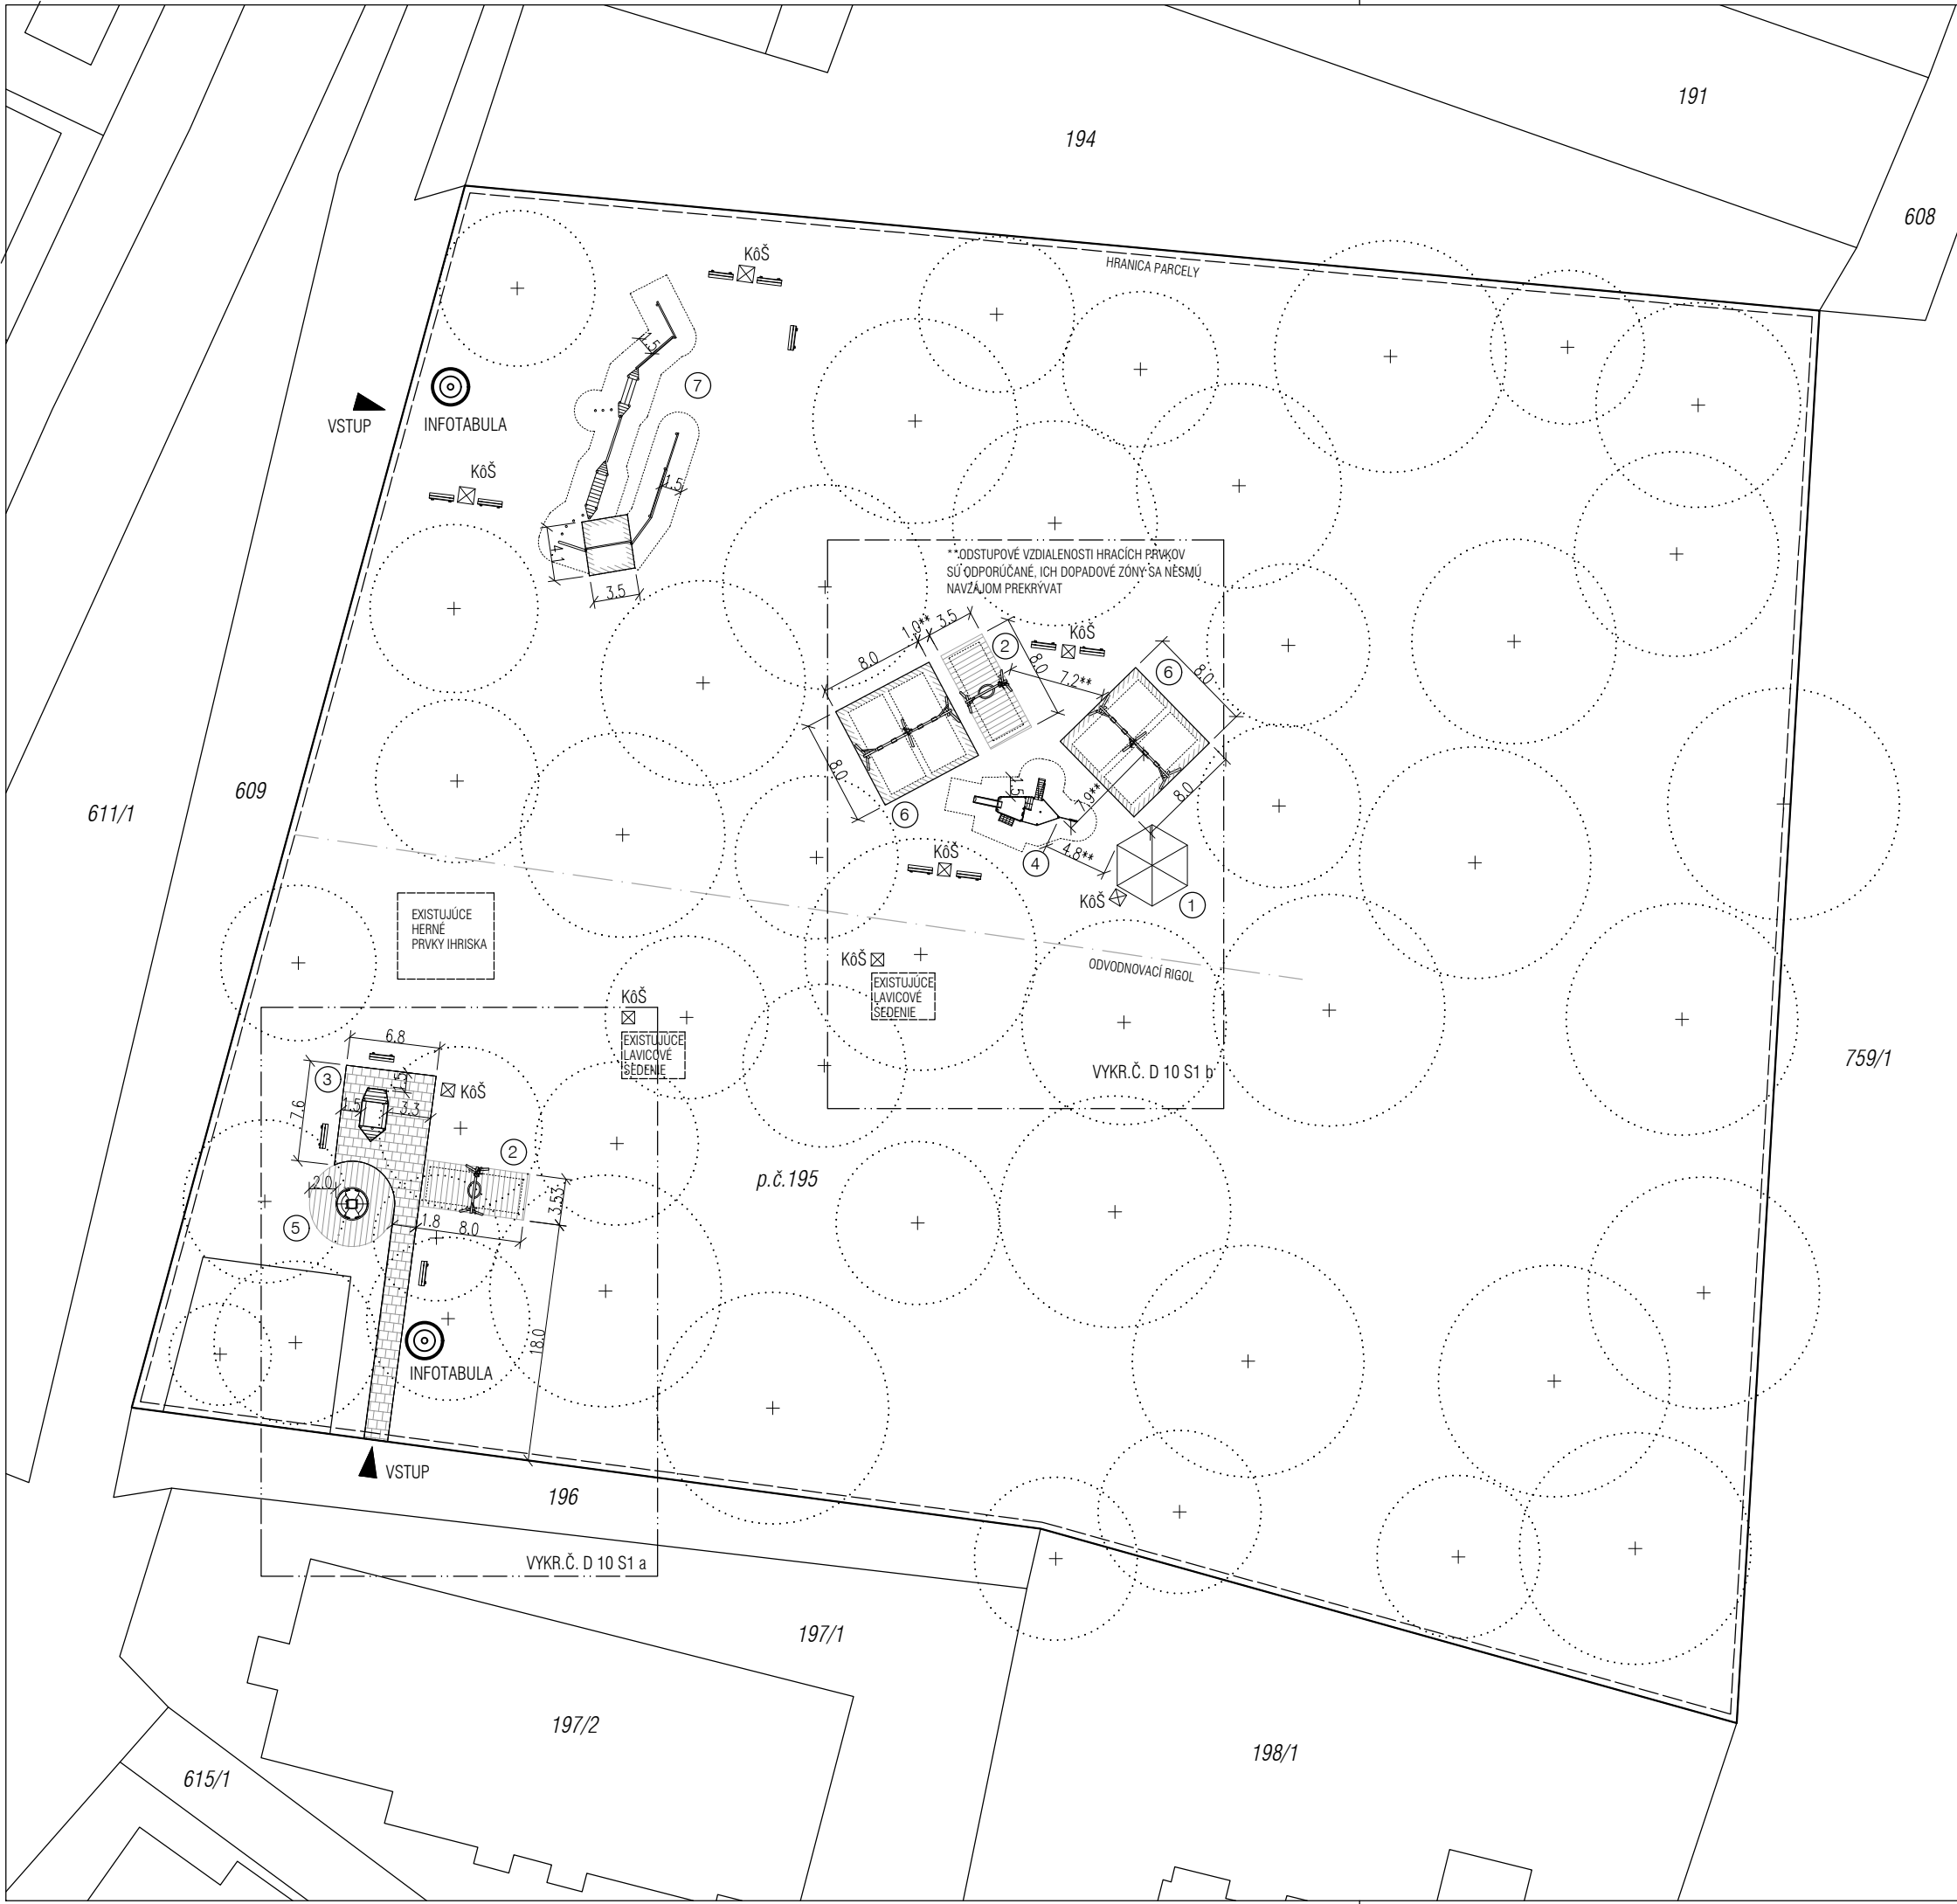 191
194
608
KôŠ
HRANICA PARCELY
1.5
7
VSTUP
INFOTABULA
KôŠ
1.5
4.1
3.5
**ODSTUPOVÉ VZDIALENOSTI HRACÍCH PRVKOV
SÚ ODPORÚČANÉ, ICH DOPADOVÉ ZÓNY SA NESMÚ
NAVZÁJOM PREKRÝVAT
1.0**
3.5
2
KôŠ
8.0
8.0
7.2**
6
8.0
8.0
1.5
7.9**
8.0
6
611/1
609
KôŠ
4.8**
4
KôŠ
1
EXISTUJÚCE
HERNÉ
PRVKY IHRISKA
KôŠ
ODVODNOVACÍ RIGOL
EXISTUJÚCE
LAVICOVÉ
SEDENIE
KôŠ
EXISTUJÚCE
LAVICOVÉ
SEDENIE
6.8
759/1
VYKR.Č. D 10 S1 b
3
1.5
KôŠ
7.6
1.5
3.3
2
p.č.195
2.0
3.53
5
1.8
8.0
18.0
INFOTABULA
VSTUP
196
VYKR.Č. D 10 S1 a
197/1
197/2
198/1
615/1